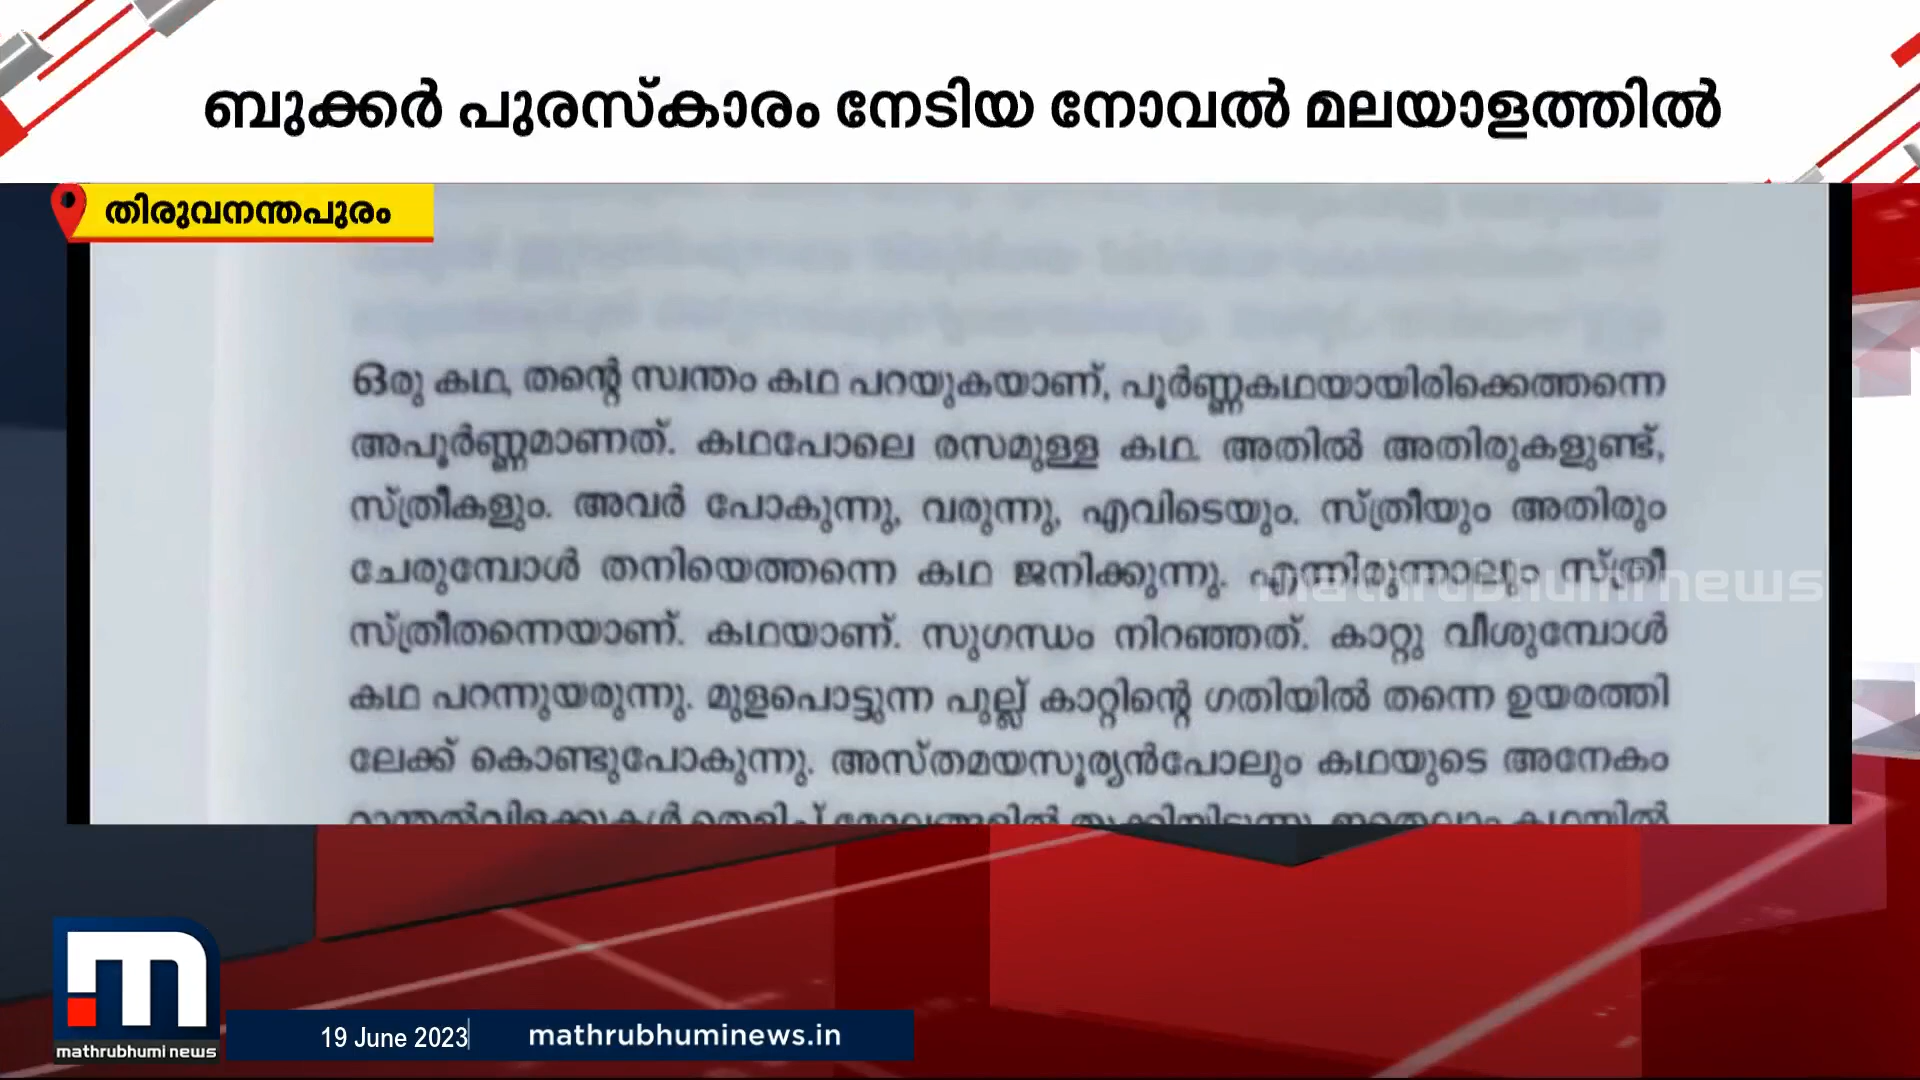 ബുക്കർ പുരസ്കാരം നേടിയ നോവൽ മലയാളത്തിൽ
തിരുവനന്തപുരം
ഒരു കഥ, തന്റെ സ്വന്തം കഥ പറയുകയാണ്, പൂർണ്ണകഥയായിരിക്കെത്തന്നെ
അപൂർണ്ണമാണത്. കഥപോലെ രസമുള്ള കഥ. അതിൽ അതിരുകളുണ്ട്,
സ്ത്രീകളും. അവർ പോകുന്നു, വരുന്നു, എവിടെയും. സ്ത്രീയും അതിരും
ചേരുമ്പോൾ തനിയെത്തന്നെ കഥ ജനിക്കുന്നു. എന്നിരുന്നാലും സ്ത്രീ
സ്ത്രീതന്നെയാണ്. കഥയാണ്. സുഗന്ധം നിറഞ്ഞത്. കാറ്റു വീശുമ്പോൾ
കഥ പറന്നുയരുന്നു. മുളപൊട്ടുന്ന പുല്ല് കാറ്റിന്റെ ഗതിയിൽ തന്നെ ഉയരത്തി
ലേക്ക് കൊണ്ടുപോകുന്നു. അസ്തമയസൂര്യൻപോലും കഥയുടെ അനേകം
mathrubhuminews
mathrubhumi news
19 June 2023
mathrubhuminews.in